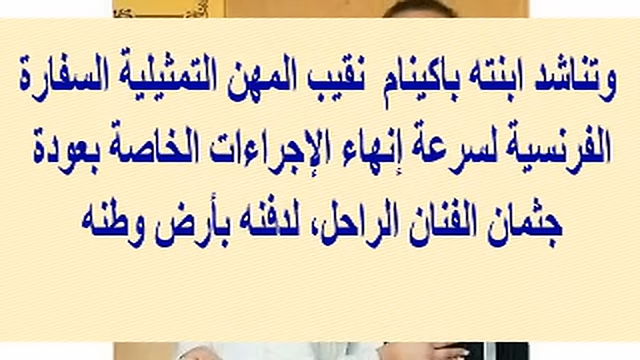 وتناشد ابنته باكينام نقيب المهن التمثيلية السفارة
الفرنسية لسرعة إنهاء الإجراءات الخاصة بعودة
جثمان الفنان الراحل، لدفنه بأرض وطنه